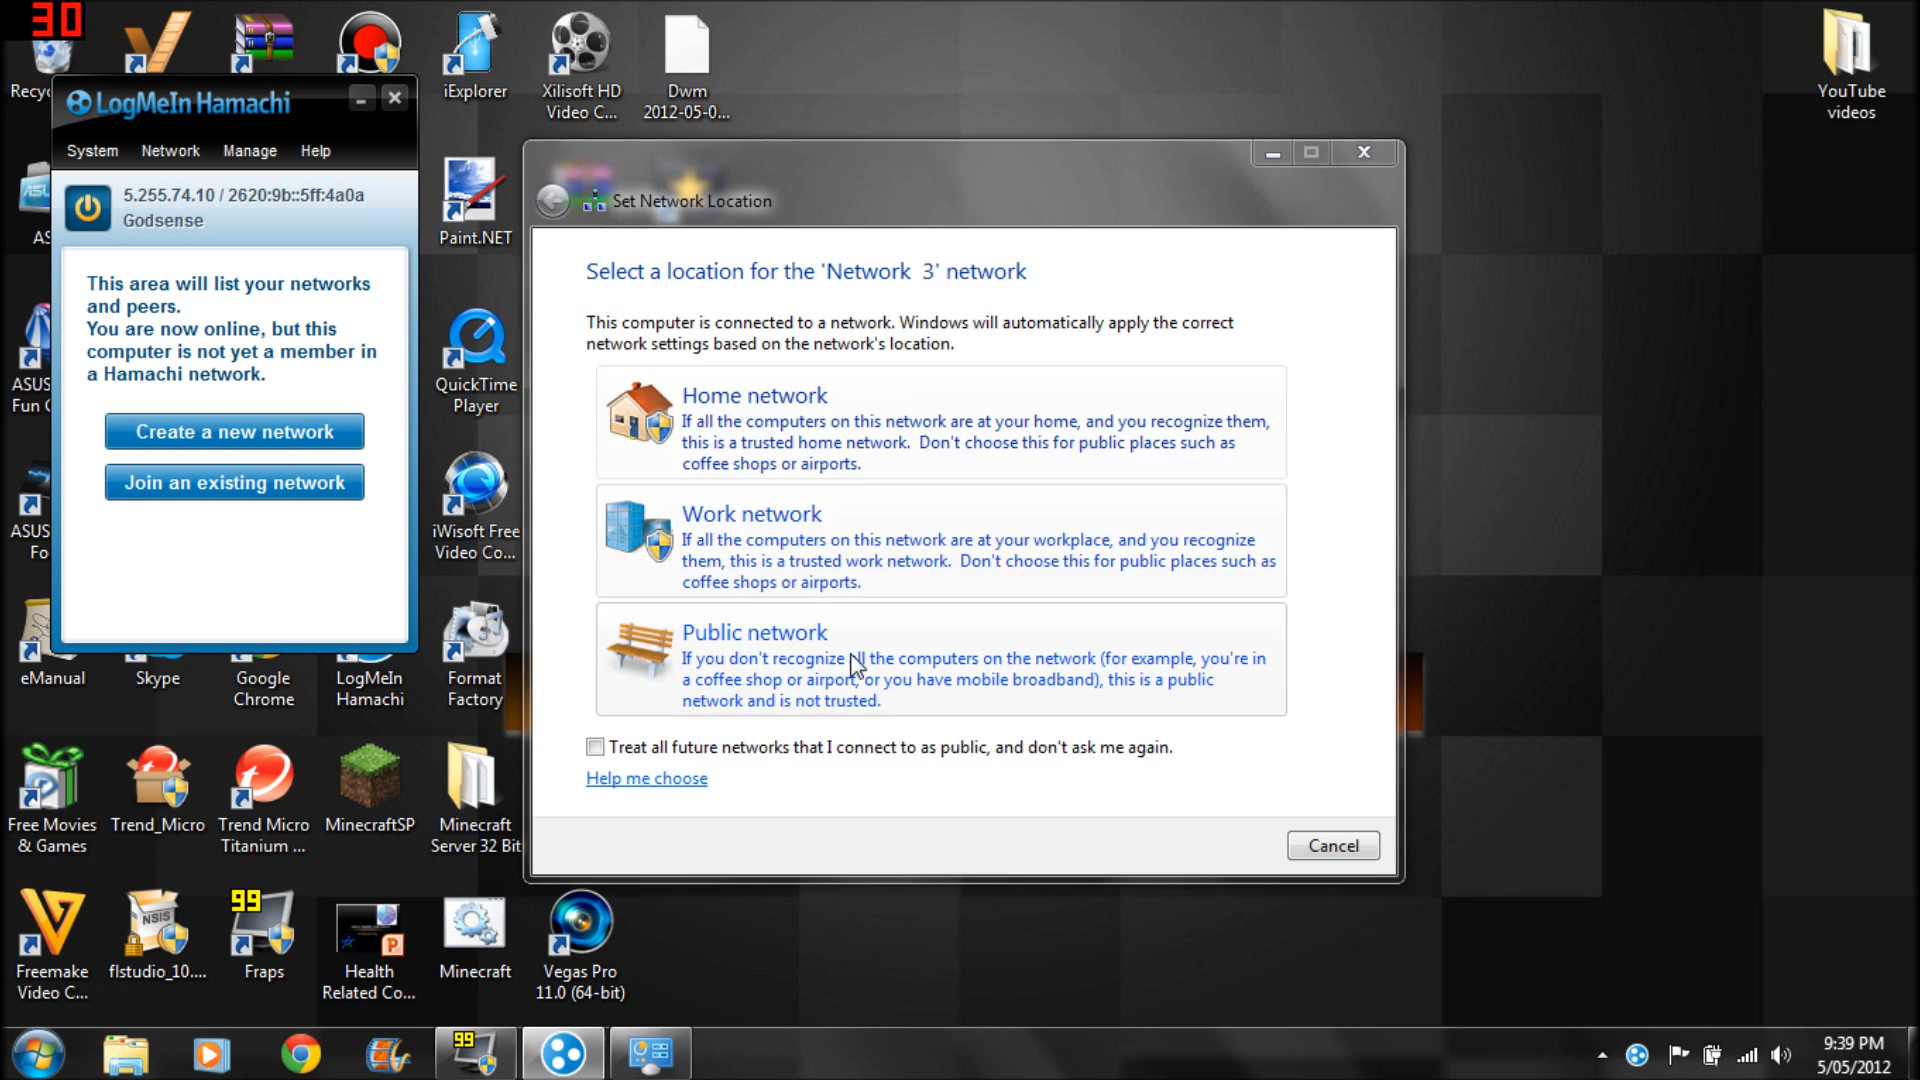 30
Recyc
iExplorer
Xilisoft HD
Video C...
Dwm
2012-05-0...
YouTube
videos
LogMeIn Hamachi
System
Network
Manage
Help
5.255.74.10 / 2620:9b::5ff:4a0a
Godsense
This area will list your networks
and peers.
You are now online, but this
computer is not yet a member in
a Hamachi network.
Create a new network
Join an existing network
AS
Paint.NET
ASUS
Fun C
QuickTime
Player
ASUS
Fo
iWisoft Free
Video Co...
Set Network Location
Select a location for the 'Network  3' network
This computer is connected to a network. Windows will automatically apply the correct
network settings based on the network's location.
Home network
If all the computers on this network are at your home, and you recognize them,
this is a trusted home network.  Don't choose this for public places such as
coffee shops or airports.
Work network
If all the computers on this network are at your workplace, and you recognize
them, this is a trusted work network.  Don't choose this for public places such as
coffee shops or airports.
Public network
If you don't recognize all the computers on the network (for example, you're in
a coffee shop or airport, or you have mobile broadband), this is a public
network and is not trusted.
Treat all future networks that I connect to as public, and don't ask me again.
Help me choose
Cancel
eManual
Skype
Google
Chrome
LogMeIn
Hamachi
Format
Factory
Free Movies
& Games
Trend_Micro
Trend Micro
Titanium ...
MinecraftSP
Minecraft
Server 32 Bit
NSIS
99
Freemake
Video C...
flstudio_10....
Fraps
Health
Related Co...
Minecraft
Vegas Pro
11.0 (64-bit)
99
9:39 PM
5/05/2012